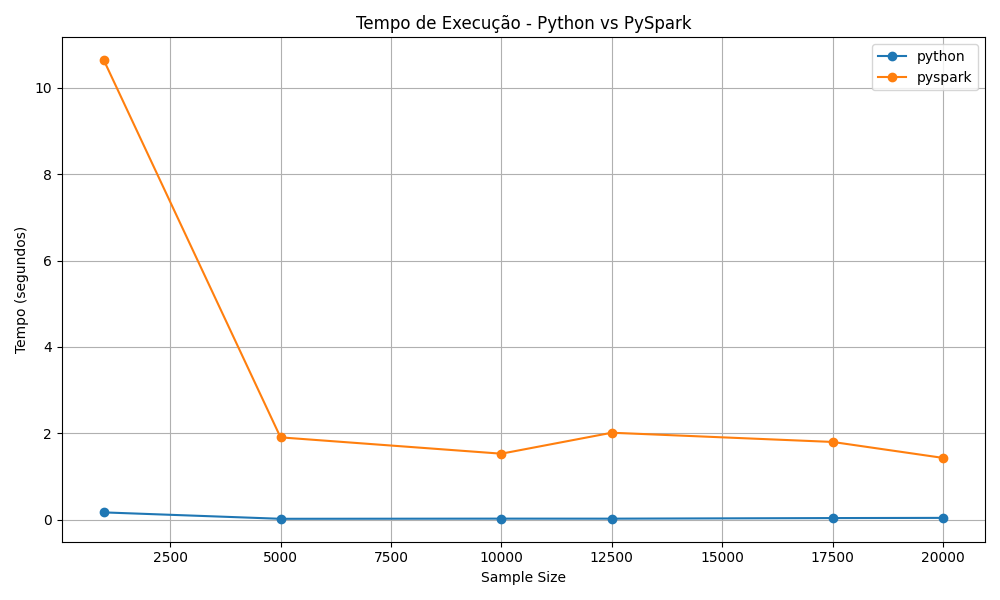 Tempo de Execução - Python vs PySpark
python
pyspark
Tempo (segundos)
10
8
6
4
2
0
2500 5000 7500 10000 12500 15000 17500 20000
Sample Size